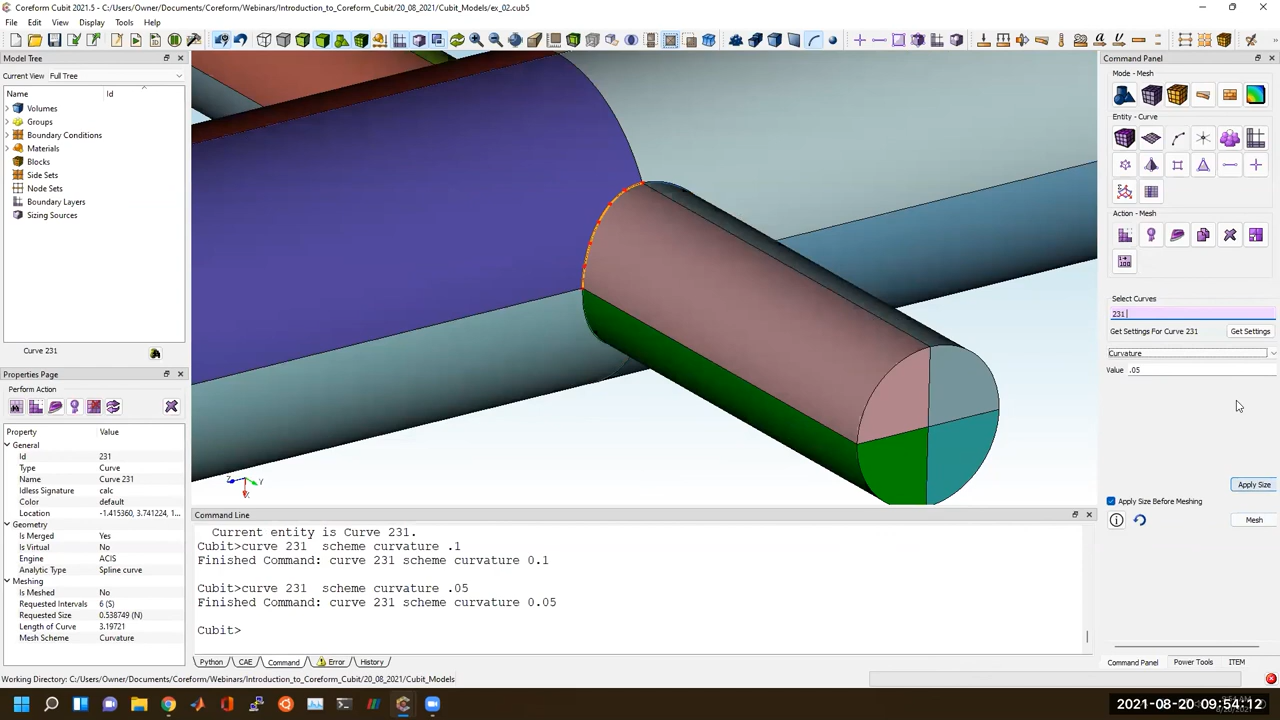 Coreform Cubit 2021.5 - C:/Users/Owner/Documents/Coreform/Webinars/Introduction_to_Coreform_Cubit/20_08_2021/Cubit_Models/ex_02.cub5
File Edit View Display Tools Help
Model Tree
Current View Full Tree
Name Id
Volumes
Groups
Boundary Conditions
Materials
Blocks
Side Sets
Node Sets
Boundary Layers
Sizing Sources
Curve 231
Properties Page
Perform Action
Property Value
General
Id 231
Type Curve
Name Curve 231
Idless Signature calc
Color default
Location -1.415360, 3.741224, 1...
Geometry
Is Merged Yes
Is Virtual No
Engine ACIS
Analytic Type Spline curve
Meshing
Is Meshed No
Requested Intervals 6 (S)
Requested Size 0.538749 (N)
Length of Curve 3.19721
Mesh Scheme Curvature
Z Y
Command Line
Current entity is Curve 231.
Cubit>curve 231 scheme curvature .1
Finished Command: curve 231 scheme curvature 0.1
Cubit>curve 231 scheme curvature .05
Finished Command: curve 231 scheme curvature 0.05
Cubit>
Python CAE Command Error History
Command Panel
Mode - Mesh
Entity - Curve
Action - Mesh
Select Curves
231
Get Settings For Curve 231 Get Settings
Curvature
Value .05
Apply Size
Apply Size Before Meshing
Mesh
Command Panel Power Tools ITEM
Working Directory: C:/Users/Owner/Documents/Coreform/Webinars/Introduction_to_Coreform_Cubit/20_08_2021/Cubit_Models
2021-08-20 09:54:12